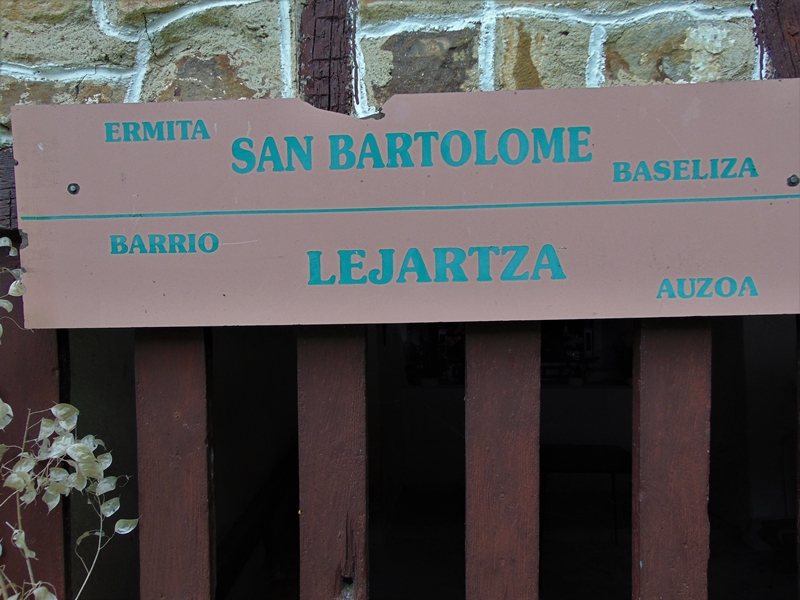 ERMITA SAN BARTOLOME BASELIZA
BARRIO LEJARTZA AUZOA